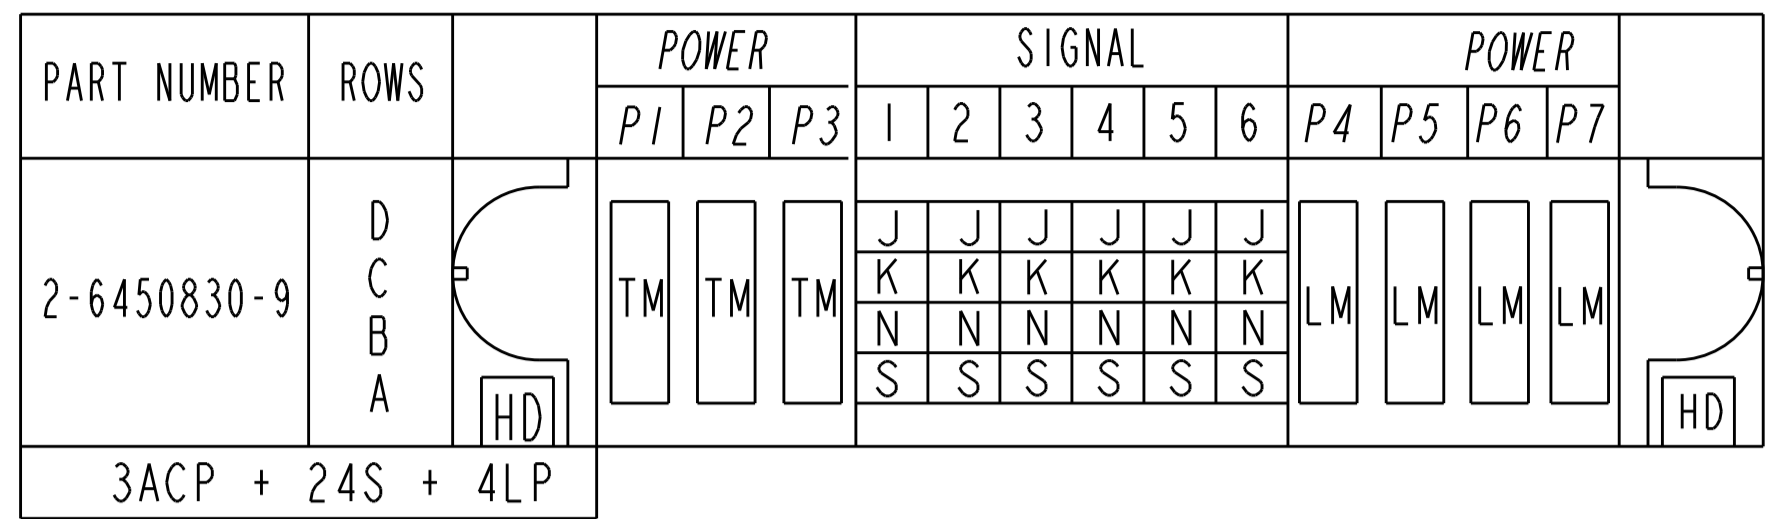 PART NUMBER ROWS POWER SIGNAL POWER
P1 P2 P3 1 2 3 4 5 6 P4 P5 P6 P7
2-6450830-9
D J J J J J J
C K K K K K K
TM TM TM LM LM LM LM
B N N N N N N
A S S S S S S
HD HD
3ACP + 24S + 4LP